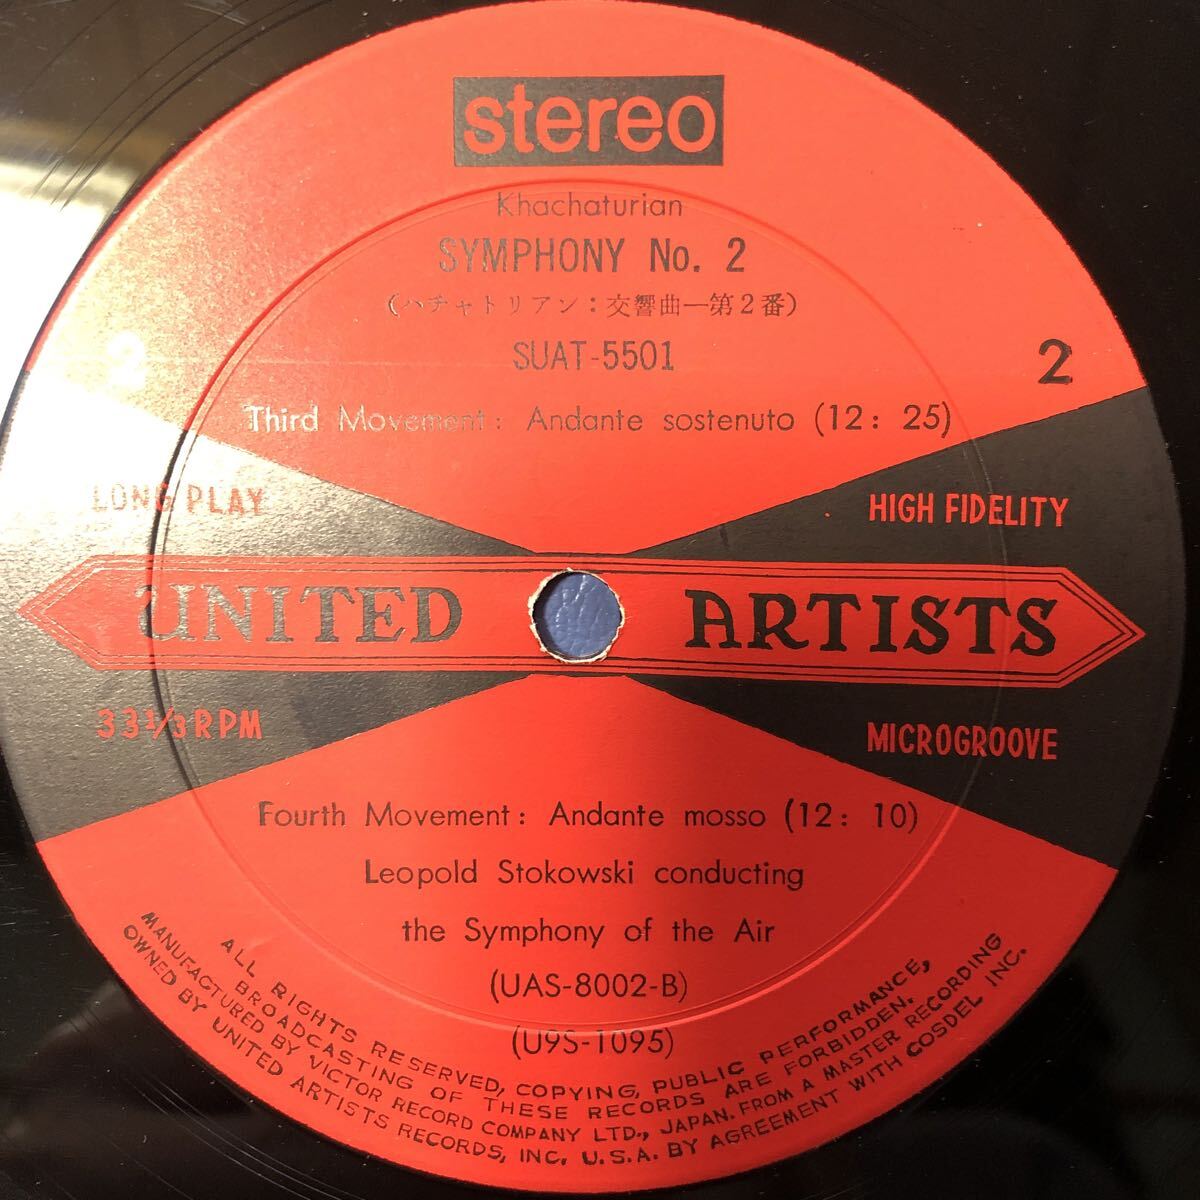 stereo
Khachaturian
SYMPHONY No. 2
(ハチャトリアン：交響曲—第2番)
SUAT-5501
2
Third Movement: Andante sostenuto (12: 25)
LONG PLAY
HIGH FIDELITY
UNITED ARTISTS
33 1/3 RPM
MICROGROOVE
Fourth Movement: Andante mosso (12: 10)
Leopold Stokowski conducting
the Symphony of the Air
(UAS-8002-B)
(U9S-1095)
ALL RIGHTS RESERVED, COPYING, PUBLIC PERFORMANCE,
BROADCASTING OF THESE RECORDS ARE FORBIDDEN.
MANUFACTURED BY VICTOR RECORD COMPANY LTD., JAPAN. FROM A MASTER RECORDING
OWNED BY UNITED ARTISTS RECORDS, INC. U.S.A. BY AGREEMENT WITH COSDEL INC.